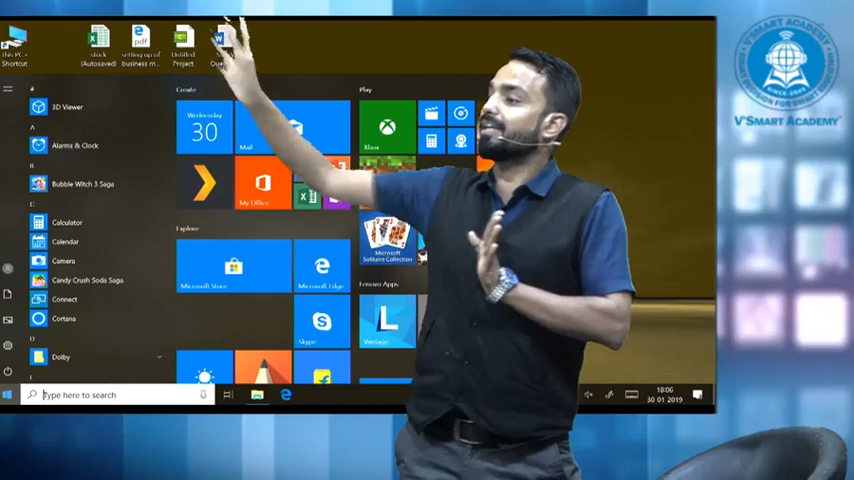 This PC - Shortcut
stock (Autosaved)
setting up of business m...
Untitled Project
#
3D Viewer
A
Alarms & Clock
B
Bubble Witch 3 Saga
C
Calculator
Calendar
Camera
Candy Crush Soda Saga
Connect
Cortana
D
Dolby
Type here to search
Create
Wednesday
30
Mail
My Office
Explore
Microsoft Store
Microsoft Edge
Skype
Play
Xbox
Microsoft
Solitaire Collection
Lenovo Apps
Vantage
18:06
30-01-2019
V'SMART ACADEMY
SINCE-2005
V'SMART ACADEMY